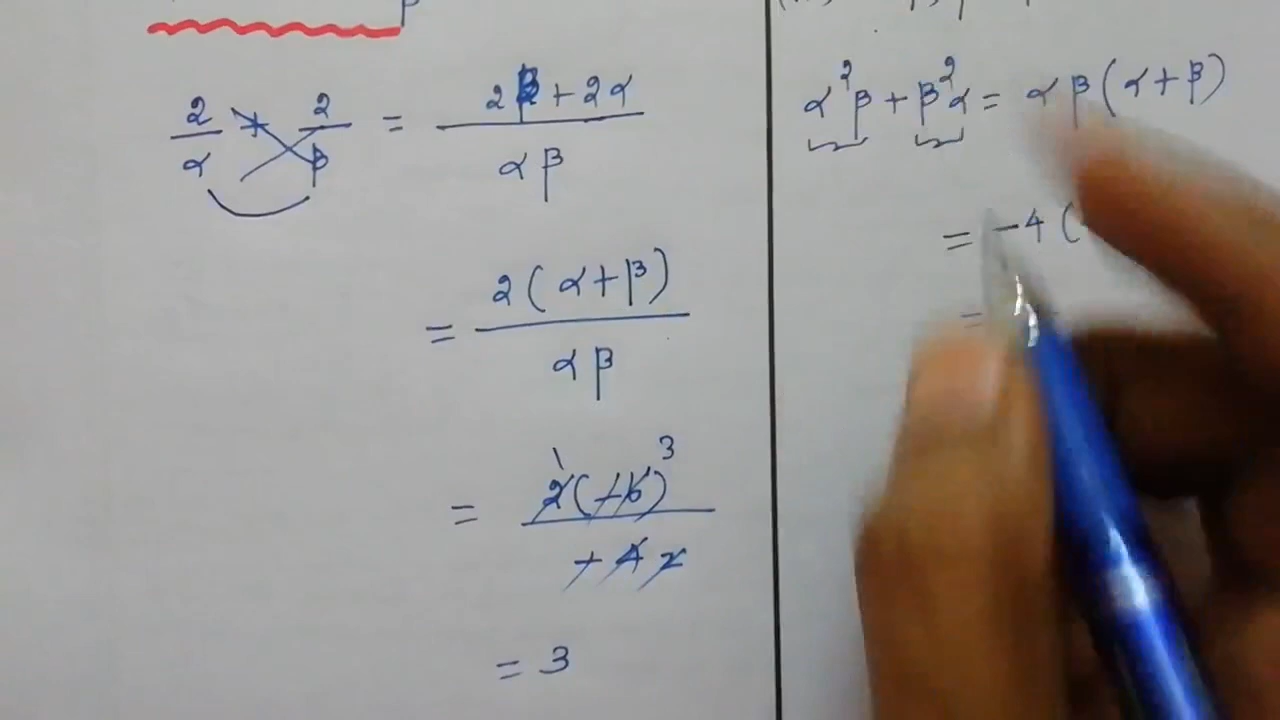 2/α + 2/β = (2β + 2α)/(αβ)
= 2(α+β)/(αβ)
= 2(-6)/-4
= 3
α²β + β²α = αβ(α+β)
= -4(
=